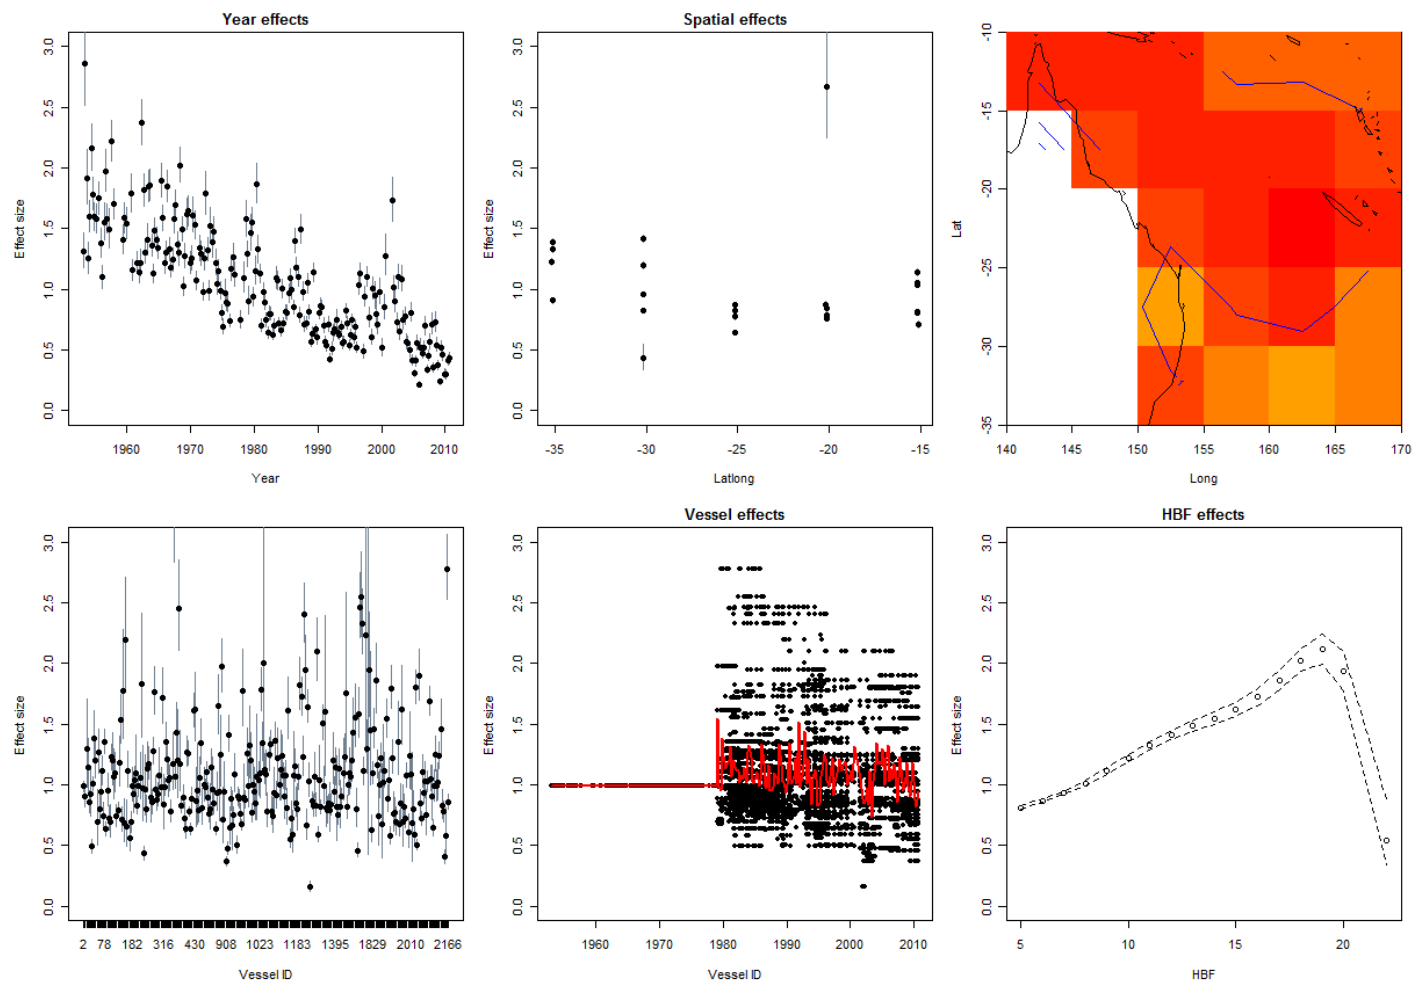 Year effects
3.0
2.5
2.0
1.5
1.0
0.5
0.0
Effect size
1960 1970 1980 1990 2000 2010
Year
Spatial effects
3.0
2.5
2.0
1.5
1.0
0.5
0.0
Effect size
-35 -30 -25 -20 -15
Latlong
-10
-15
-20
-25
-30
-35
Lat
140 145 150 155 160 165 170
Long
3.0
2.5
2.0
1.5
1.0
0.5
0.0
Effect size
2 78 182 316 430 908 1023 1183 1395 1829 2010 2166
Vessel ID
Vessel effects
3.0
2.5
2.0
1.5
1.0
0.5
0.0
Effect size
1960 1970 1980 1990 2000 2010
Vessel ID
HBF effects
3.0
2.5
2.0
1.5
1.0
0.5
0.0
Effect size
5 10 15 20
HBF